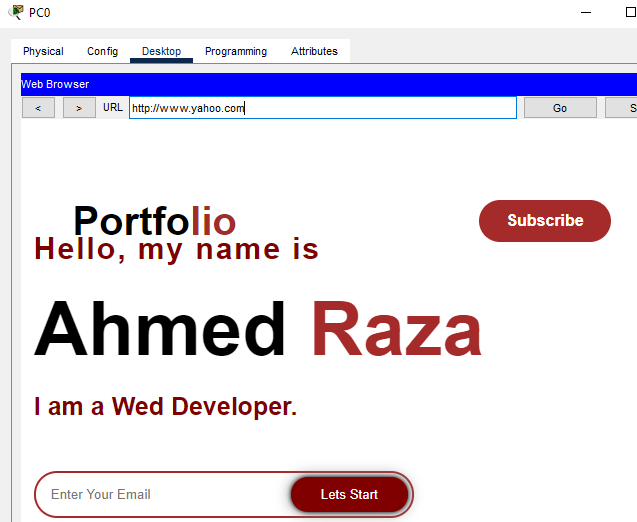 PC0
Physical Config Desktop Programming Attributes
Web Browser
< > URL http://www.yahoo.com Go S
Portfolio Subscribe
Hello, my name is
Ahmed Raza
I am a Wed Developer.
Enter Your Email Lets Start